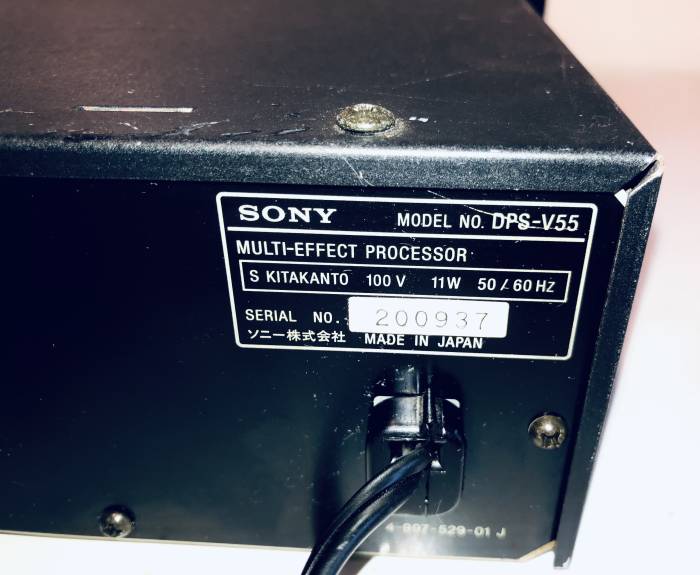 SONY MODEL NO. DPS-V55
MULTI-EFFECT PROCESSOR
S KITAKANTO 100 V 11W 50/60 HZ
SERIAL NO. 200937
ソニー株式会社 MADE IN JAPAN
4-997-529-01 J